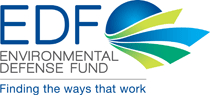 EDF
ENVIRONMENTAL
DEFENSE FUND
Finding the ways that work